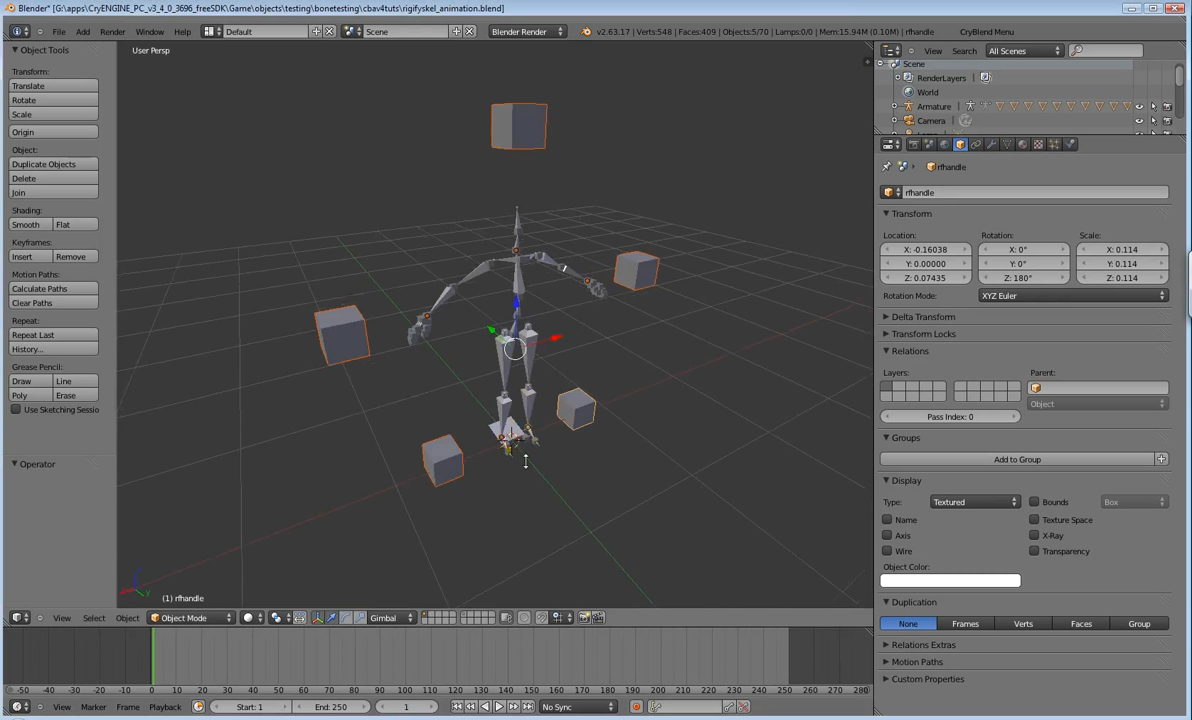 Blender* [G:\apps\CryENGINE_PC_v3_4_0_3696_freeSDK\Game\objects\testing\bonetesting\cbav4tuts\rigifyskel_animation.blend]
File Add Render Window Help Default Scene Blender Render v2.63.17 | Verts:548 | Faces:409 | Objects:5/70 | Lamps:0/0 | Mem:15.94M (0.10M) | rfhandle CryBlend Menu
Object Tools
Transform:
Translate
Rotate
Scale
Origin
Object:
Duplicate Objects
Delete
Join
Shading:
Smooth Flat
Keyframes:
Insert Remove
Motion Paths:
Calculate Paths
Clear Paths
Repeat:
Repeat Last
History...
Grease Pencil:
Draw Line
Poly Erase
Use Sketching Sessio
Operator
User Persp
(1) rfhandle
View Select Object Object Mode Gimbal
-50 -40 -30 -20 -10 0 10 20 30 40 50 60 70 80 90 100 110 120 130 140 150 160 170 180 190 200 210 220 230 240 250 260 270 280
View Marker Frame Playback Start: 1 End: 250 1 No Sync
View Search All Scenes
Scene
RenderLayers
World
Armature
Camera
rfhandle
rfhandle
Transform
Location: Rotation: Scale:
X: -0.16038 X: 0° X: 0.114
Y: 0.00000 Y: 0° Y: 0.114
Z: 0.07435 Z: 180° Z: 0.114
Rotation Mode: XYZ Euler
Delta Transform
Transform Locks
Relations
Layers: Parent:
Object
Pass Index: 0
Groups
Add to Group
Display
Type: Textured Bounds Box
Name Texture Space
Axis X-Ray
Wire Transparency
Object Color:
Duplication
None Frames Verts Faces Group
Relations Extras
Motion Paths
Custom Properties